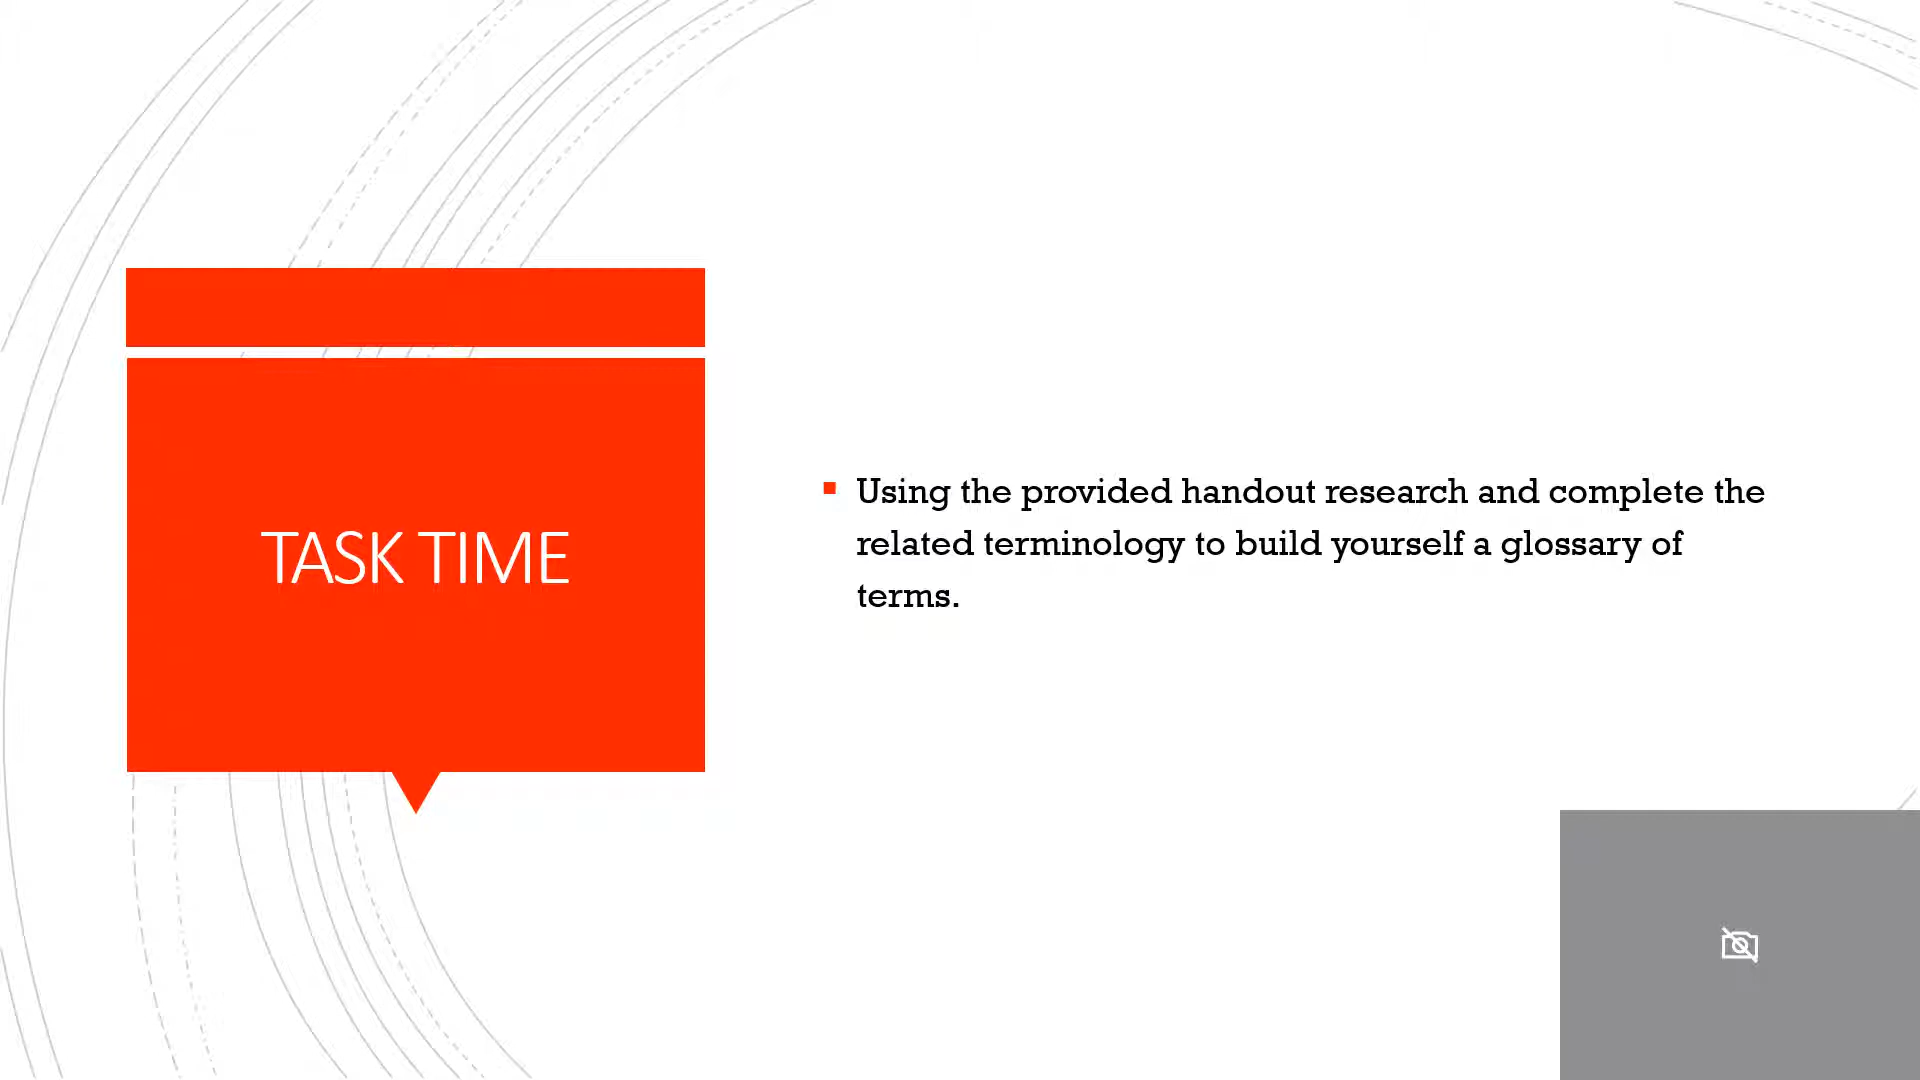 TASK TIME
Using the provided handout research and complete the
related terminology to build yourself a glossary of
terms.